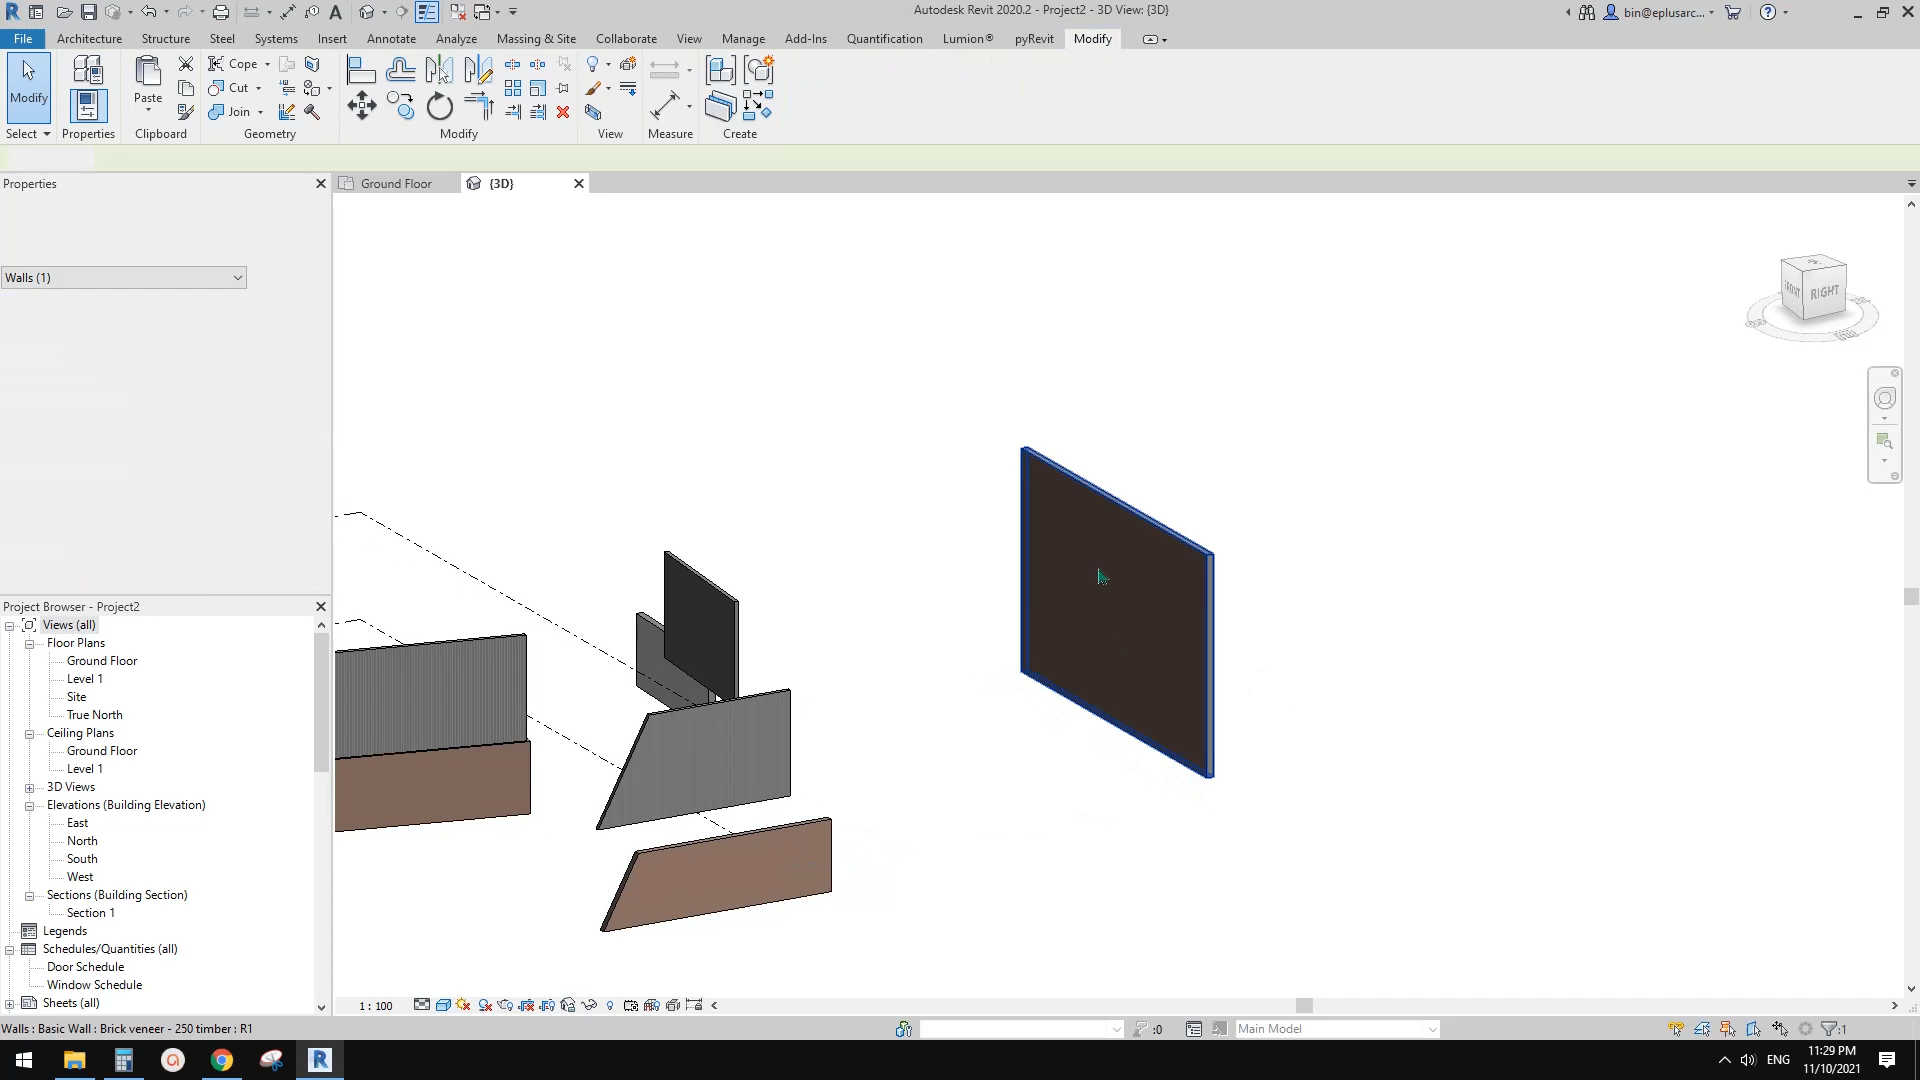 Autodesk Revit 2020.2 - Project2 - 3D View: {3D}
bin@eplusarc...
File Architecture Structure Steel Systems Insert Annotate Analyze Massing & Site Collaborate View Manage Add-Ins Quantification Lumion® pyRevit Modify
Modify
Paste
Cope
Cut
Join
Select Properties Clipboard Geometry Modify View Measure Create
Properties
Ground Floor
{3D}
Walls (1)
FRONT RIGHT
Project Browser - Project2
Views (all)
Floor Plans
Ground Floor
Level 1
Site
True North
Ceiling Plans
Ground Floor
Level 1
3D Views
Elevations (Building Elevation)
East
North
South
West
Sections (Building Section)
Section 1
Legends
Schedules/Quantities (all)
Door Schedule
Window Schedule
Sheets (all)
1 : 100
Walls : Basic Wall : Brick veneer - 250 timber : R1
:0
Main Model
:1
ENG
11:29 PM
11/10/2021